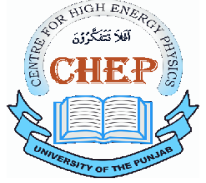 CENTRE FOR HIGH ENERGY PHYSICS
أفلا تتفكرون
CHEP
UNIVERSITY OF THE PUNJAB